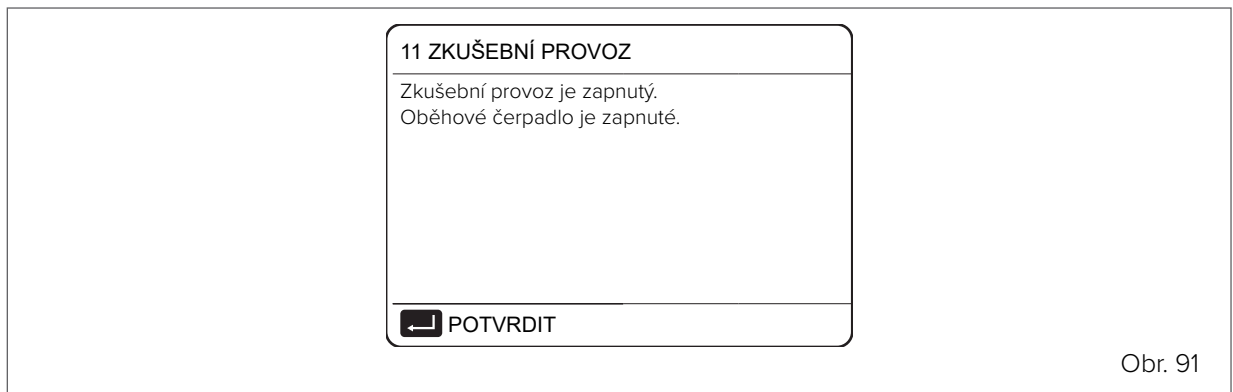 11 ZKUŠEBNÍ PROVOZ
Zkušební provoz je zapnutý.
Oběhové čerpadlo je zapnuté.
POTVRDIT
Obr. 91